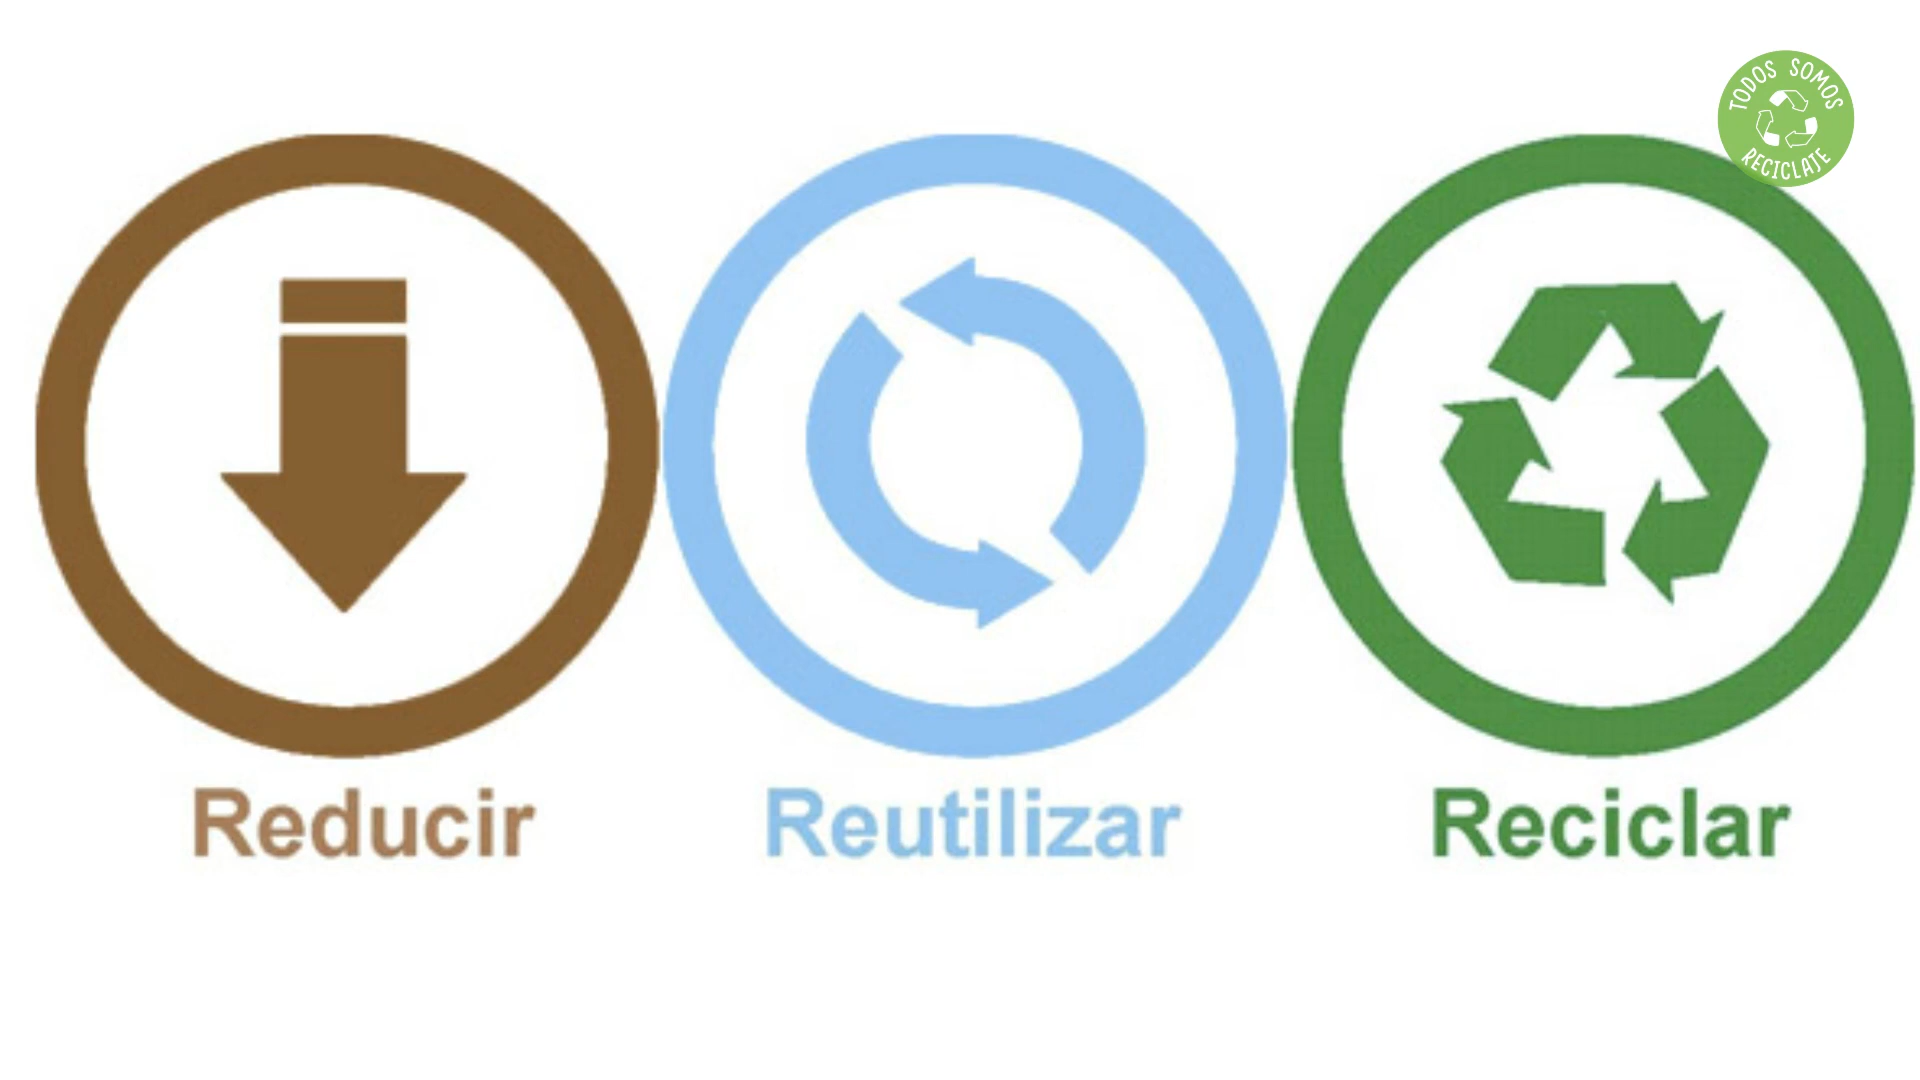 TODOS SOMOS
RECICLATE
Reducir
Reutilizar
Reciclar